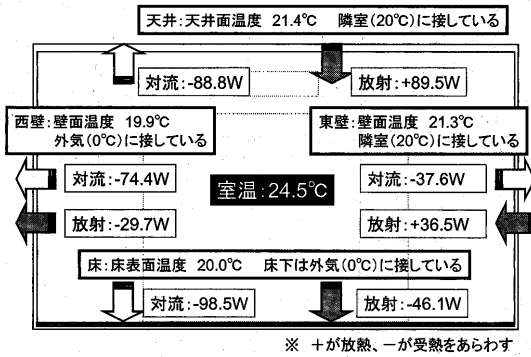 天井:天井面温度 21.4℃ 隣室(20℃)に接している
対流:-88.8W
放射:+89.5W
西壁:壁面温度 19.9℃
外気(0℃)に接している
東壁:壁面温度 21.3℃
隣室(20℃)に接している
対流:-74.4W
室温:24.5℃
対流:-37.6W
放射:-29.7W
放射:+36.5W
床:床表面温度 20.0℃ 床下は外気(0℃)に接している
対流:-98.5W
放射:-46.1W
※ +が放熱、-が受熱をあらわす